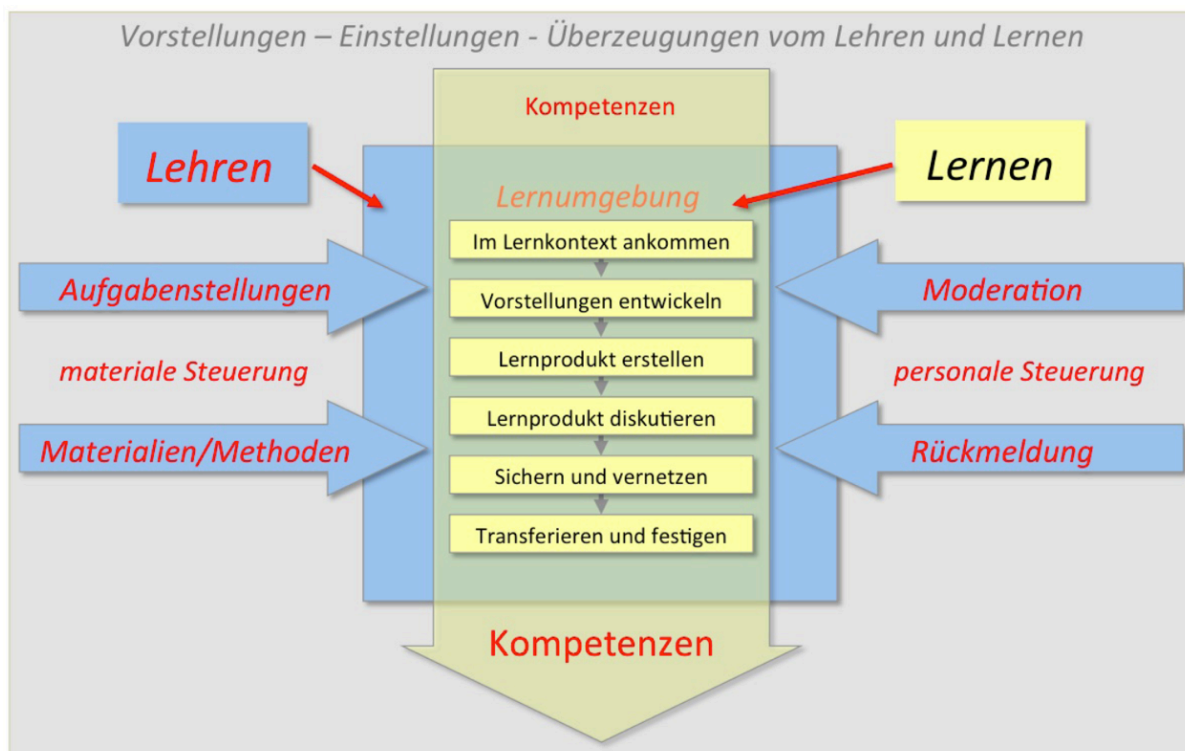 Vorstellungen – Einstellungen - Überzeugungen vom Lehren und Lernen
Kompetenzen
Lehren
Lernen
Lernumgebung
Im Lernkontext ankommen
Aufgabenstellungen
Vorstellungen entwickeln
Moderation
materiale Steuerung
Lernprodukt erstellen
personale Steuerung
Lernprodukt diskutieren
Materialien/Methoden
Rückmeldung
Sichern und vernetzen
Transferieren und festigen
Kompetenzen